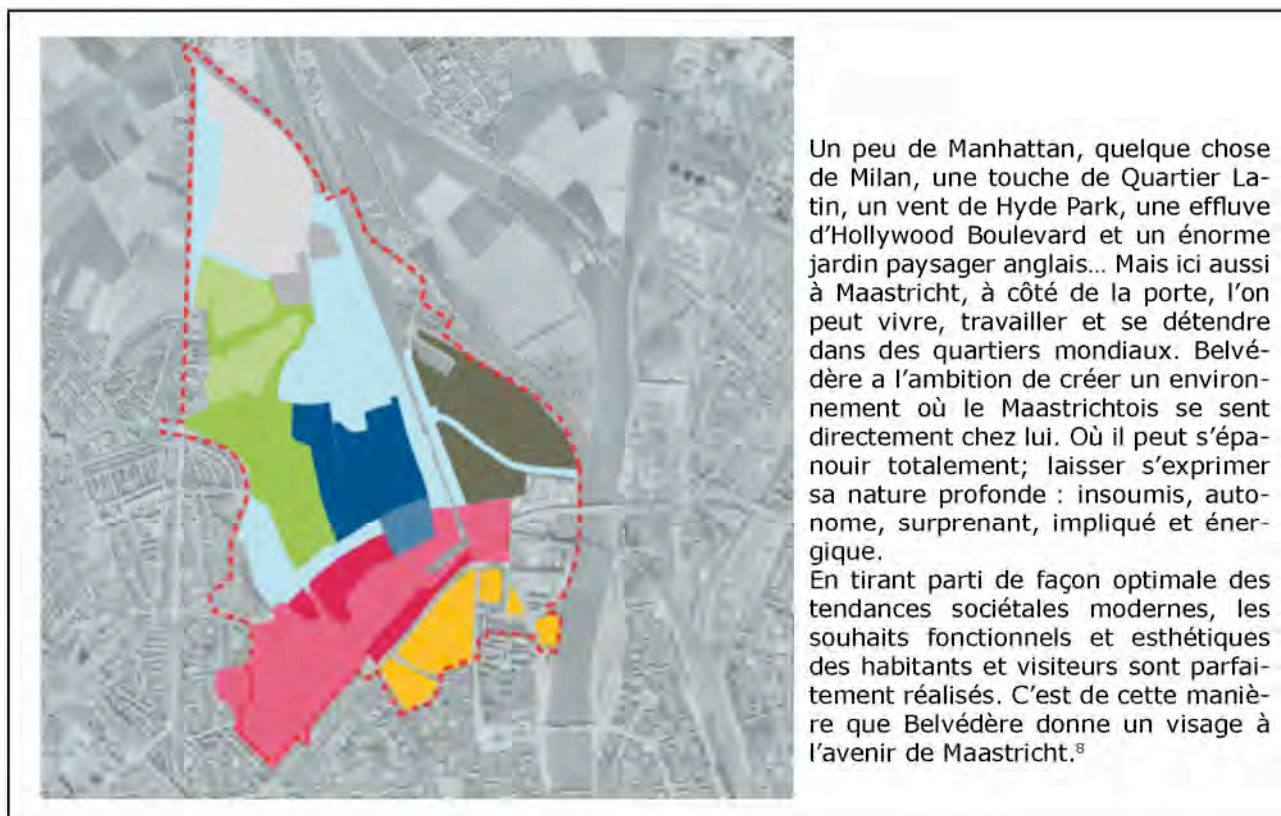 Un peu de Manhattan, quelque chose
de Milan, une touche de Quartier La-
tin, un vent de Hyde Park, une effluve
d'Hollywood Boulevard et un énorme
jardin paysager anglais... Mais ici aussi
à Maastricht, à côté de la porte, l'on
peut vivre, travailler et se détendre
dans des quartiers mondiaux. Belvé-
dère a l'ambition de créer un environ-
nement où le Maastrichtois se sent
directement chez lui. Où il peut s'épa-
nouir totalement; laisser s'exprimer
sa nature profonde : insoumis, auto-
nome, surprenant, impliqué et éner-
gique.
En tirant parti de façon optimale des
tendances sociétales modernes, les
souhaits fonctionnels et esthétiques
des habitants et visiteurs sont parfai-
tement réalisés. C'est de cette maniè-
re que Belvédère donne un visage à
l'avenir de Maastricht.⁸